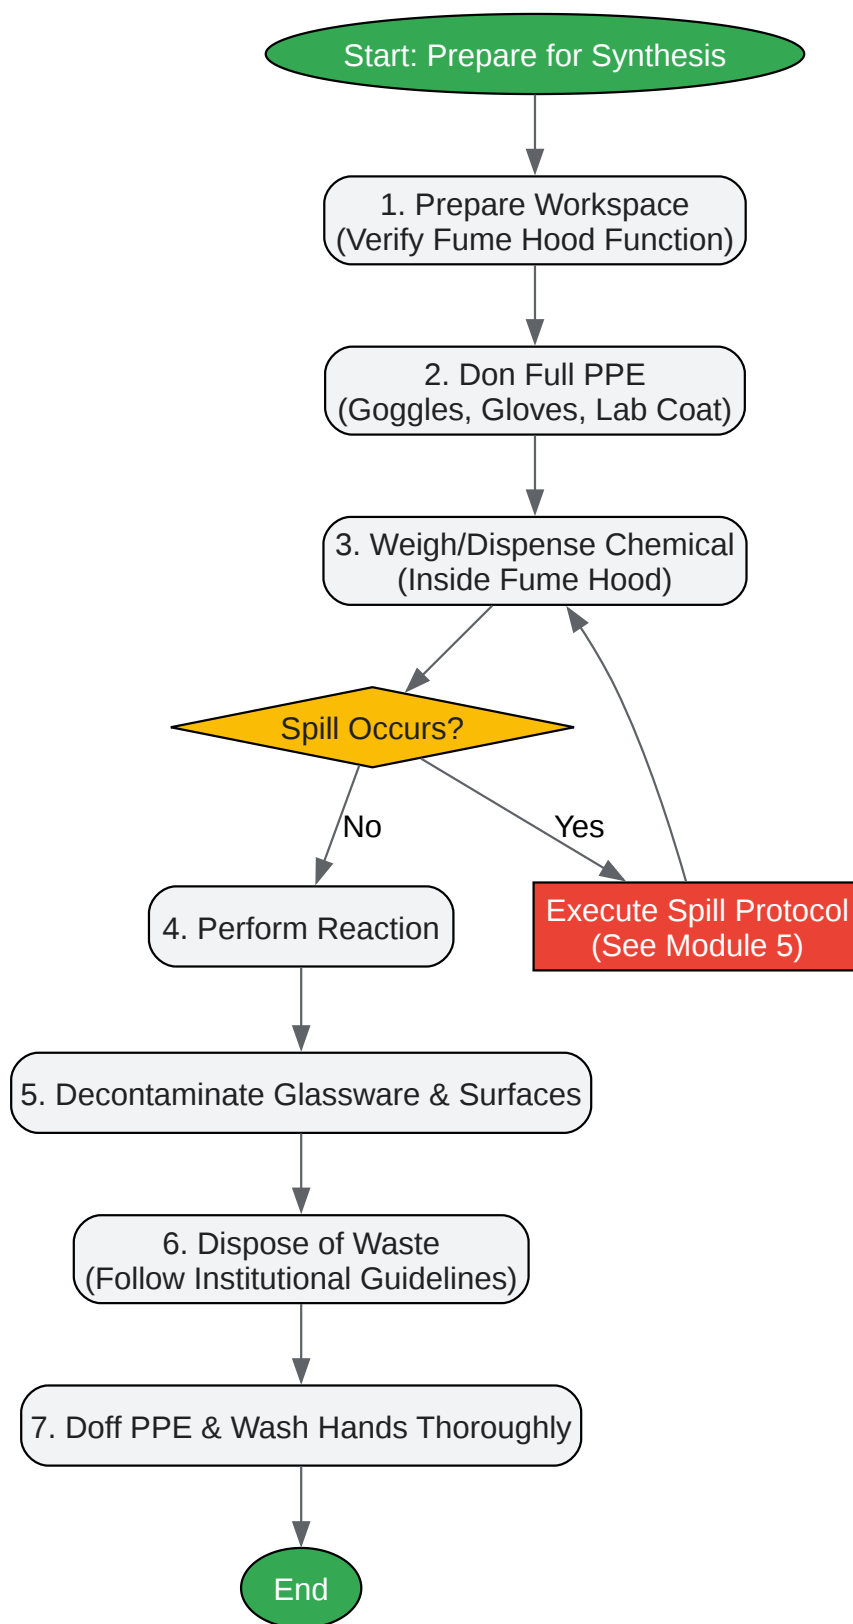 Start: Prepare for Synthesis
1. Prepare Workspace
(Verify Fume Hood Function)
2. Don Full PPE
(Goggles, Gloves, Lab Coat)
3. Weigh/Dispense Chemical
(Inside Fume Hood)
Spill Occurs?
No
Yes
Execute Spill Protocol
(See Module 5)
4. Perform Reaction
5. Decontaminate Glassware & Surfaces
6. Dispose of Waste
(Follow Institutional Guidelines)
7. Doff PPE & Wash Hands Thoroughly
End